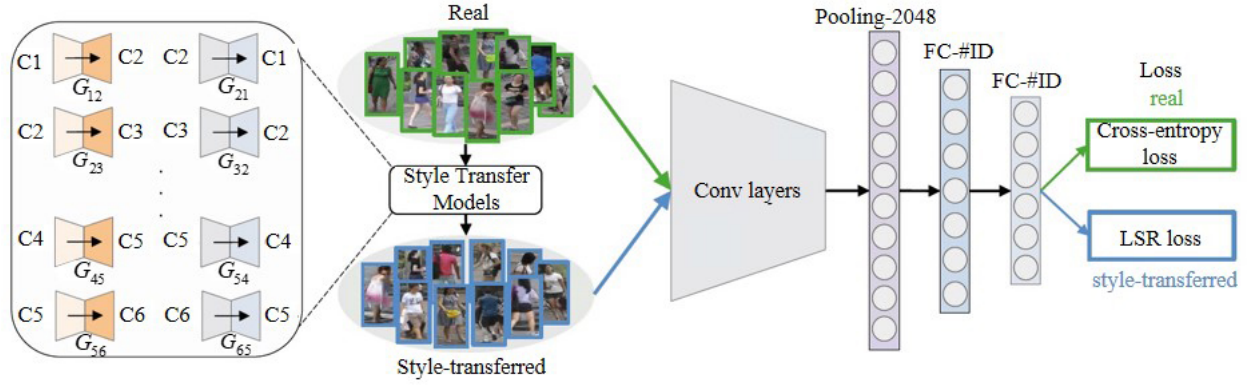 Real
Pooling-2048
FC-#ID
FC-#ID
Loss
real
C1 C2 C2 C1
G12 G21
C2 C3 C3 C2
G23 G32
.
.
.
C4 C5 C5 C4
G45 G54
C5 C6 C6 C5
G56 G65
Style Transfer
Models
Style-transferred
Conv layers
Cross-entropy
loss
LSR loss
style-transferred